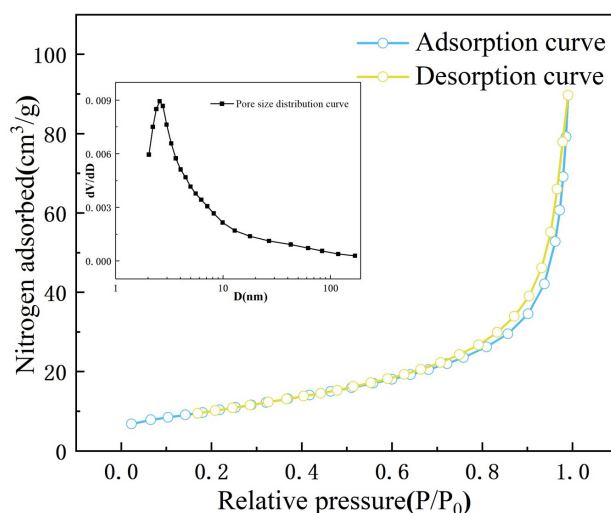 Adsorption curve
Desorption curve
Nitrogen adsorbed(cm³/g)
100
80
60
40
20
0
0.0 0.2 0.4 0.6 0.8 1.0
Relative pressure(P/P₀)
Pore size distribution curve
dV/dD
0.009
0.006
0.003
0.000
1 10 100
D(nm)